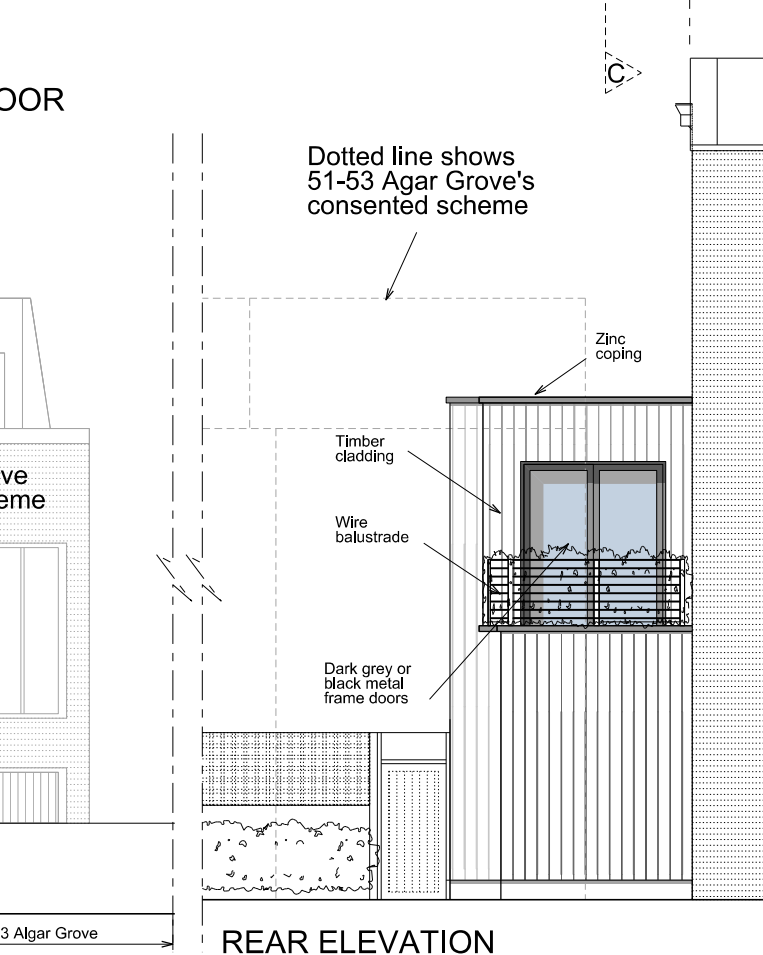 C
OOR
Dotted line shows
51-53 Agar Grove's
consented scheme
Zinc
coping
Timber
cladding
ve
eme
Wire
balustrade
Dark grey or
black metal
frame doors
3 Algar Grove
REAR ELEVATION